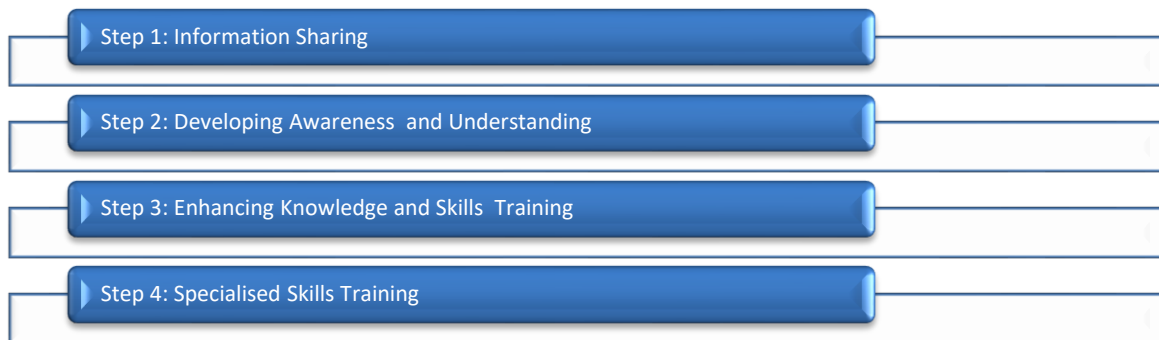 Step 1: Information Sharing
Step 2: Developing Awareness and Understanding
Step 3: Enhancing Knowledge and Skills Training
Step 4: Specialised Skills Training